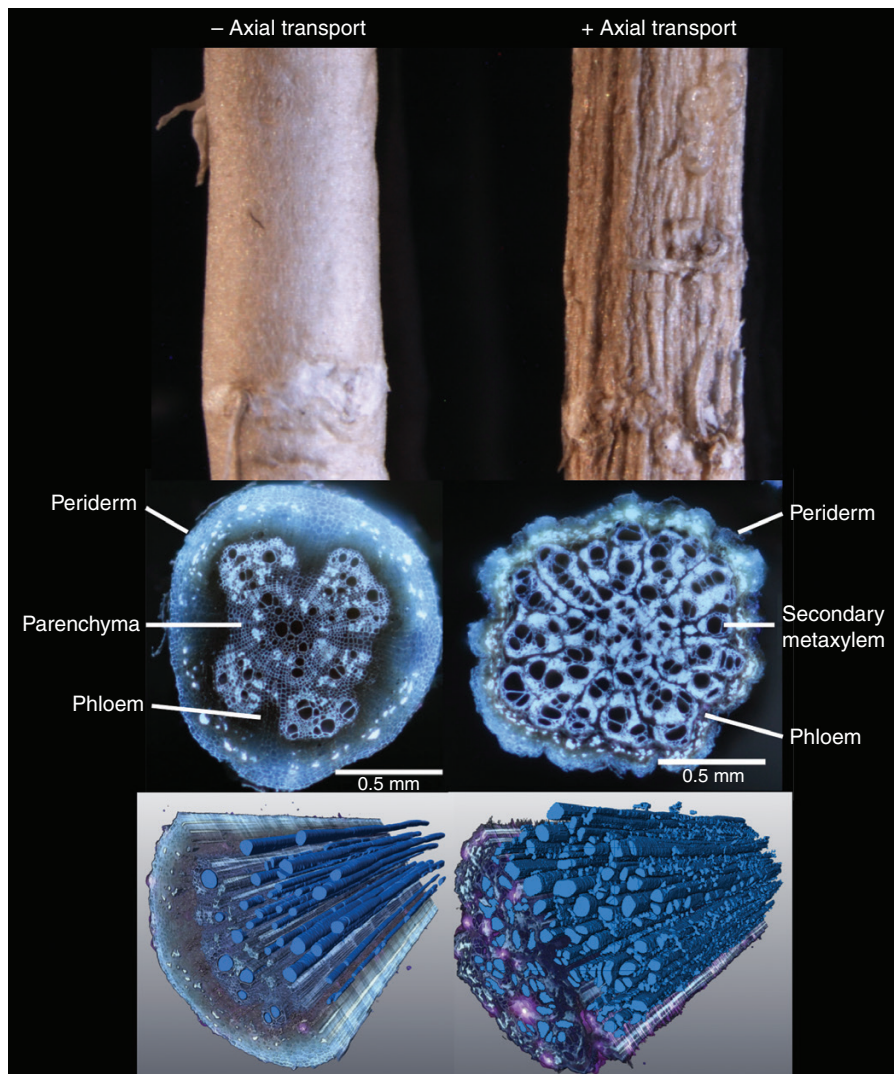 – Axial transport
+ Axial transport
Periderm
Parenchyma
Phloem
0.5 mm
Periderm
Secondary
metaxylem
Phloem
0.5 mm